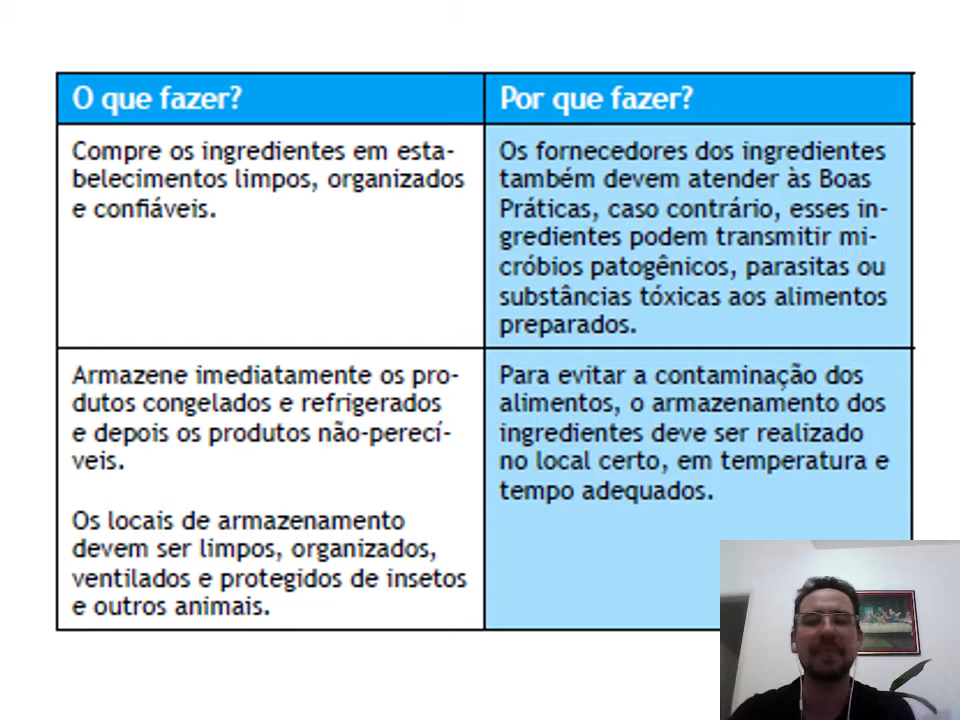 O que fazer?
Por que fazer?
Compre os ingredientes em esta-
belecimentos limpos, organizados
e confiáveis.
Os fornecedores dos ingredientes
também devem atender às Boas
Práticas, caso contrário, esses in-
gredientes podem transmitir mi-
cróbios patogênicos, parasitas ou
substâncias tóxicas aos alimentos
preparados.
Armazene imediatamente os pro-
dutos congelados e refrigerados
e depois os produtos não-perecí-
veis.
Os locais de armazenamento
devem ser limpos, organizados,
ventilados e protegidos de insetos
e outros animais.
Para evitar a contaminação dos
alimentos, o armazenamento dos
ingredientes deve ser realizado
no local certo, em temperatura e
tempo adequados.